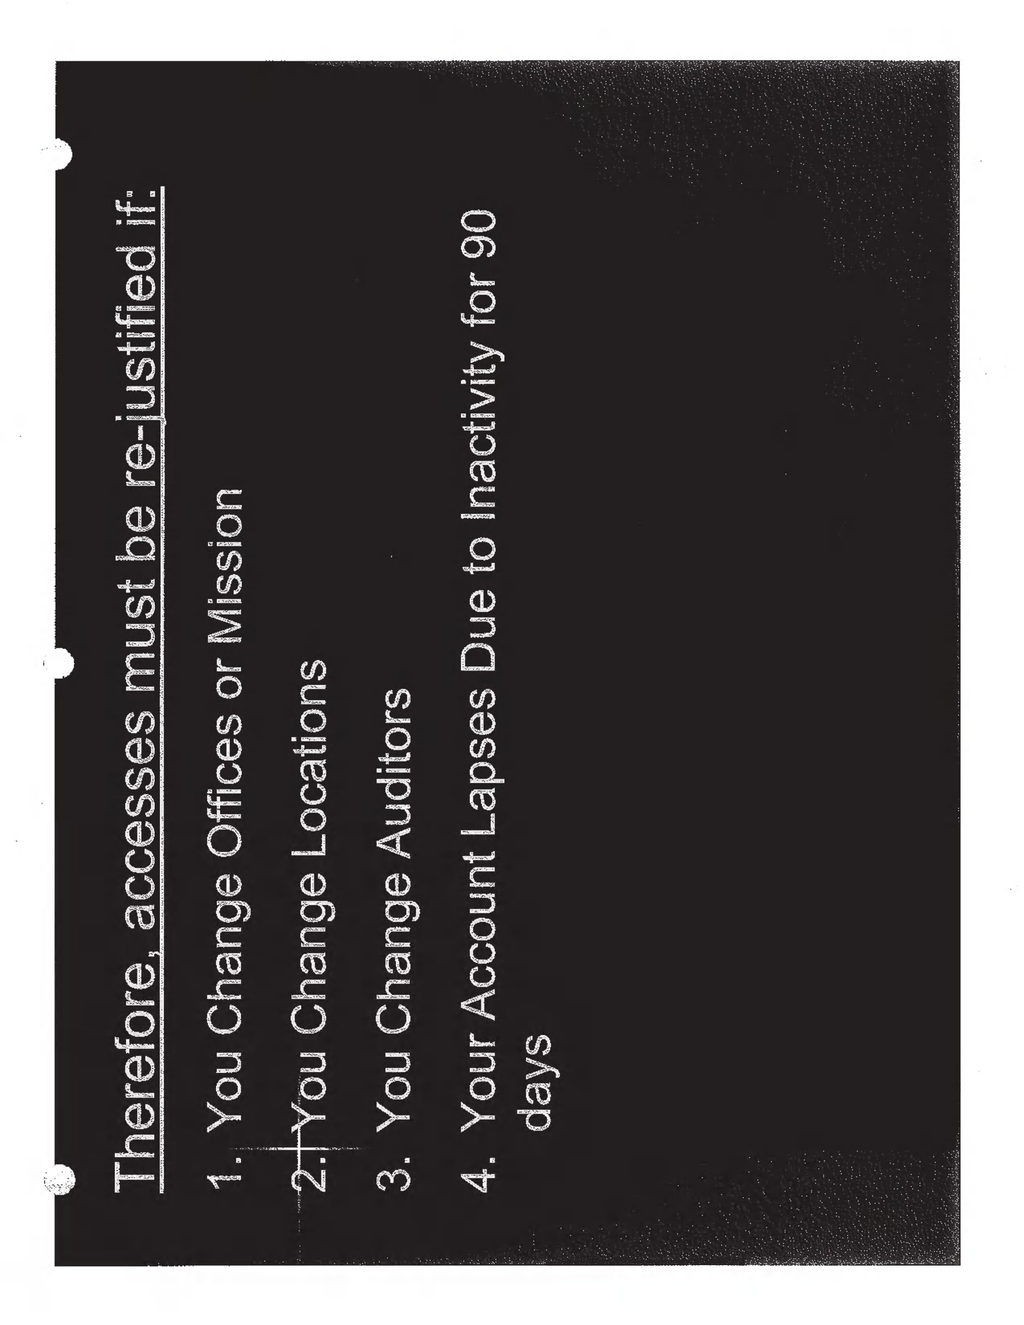 Therefore, accesses must be re-justified if:
1. You Change Offices or Mission
2. You Change Locations
3. You Change Auditors
4. Your Account Lapses Due to Inactivity for 90
days